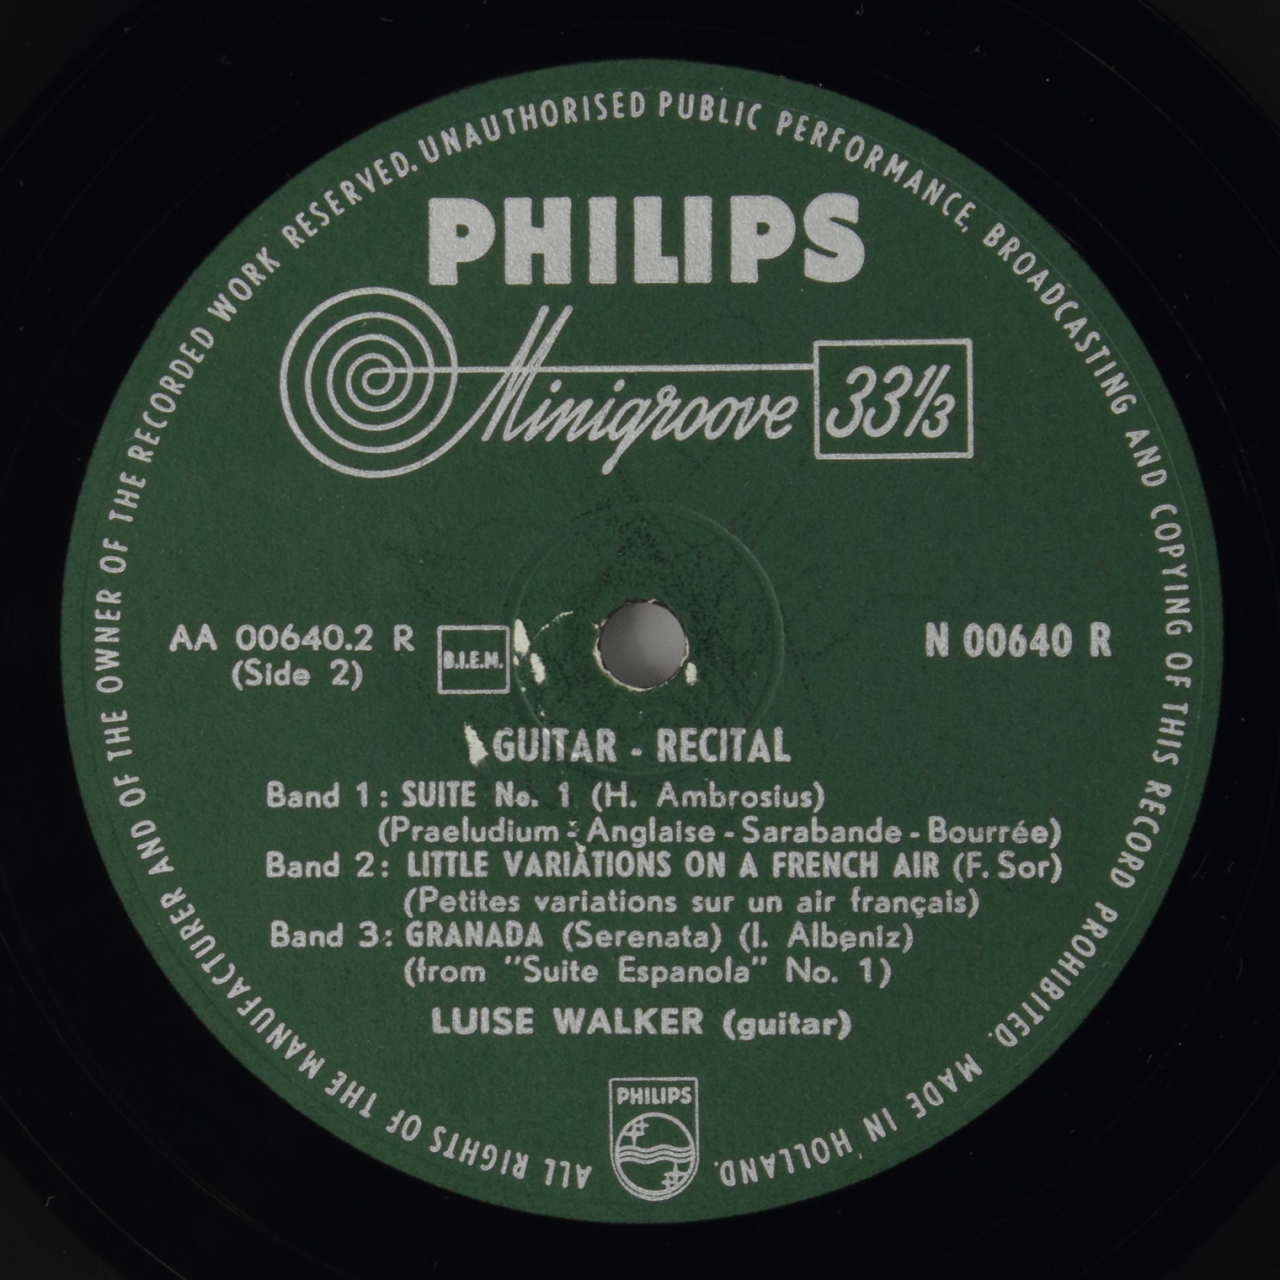 ALL RIGHTS OF THE MANUFACTURER AND OF THE OWNER OF THE RECORDED WORK RESERVED. UNAUTHORISED PUBLIC PERFORMANCE, BROADCASTING AND COPYING OF THIS RECORD PROHIBITED. MADE IN HOLLAND.
PHILIPS
Minigroove 33 1/3
AA 00640.2 R B.I.E.M. N 00640 R
(Side 2)
GUITAR - RECITAL
Band 1: SUITE No. 1 (H. Ambrosius)
(Praeludium - Anglaise - Sarabande - Bourrée)
Band 2: LITTLE VARIATIONS ON A FRENCH AIR (F. Sor)
(Petites variations sur un air français)
Band 3: GRANADA (Serenata) (I. Albeniz)
(from "Suite Espanola" No. 1)
LUISE WALKER (guitar)
PHILIPS